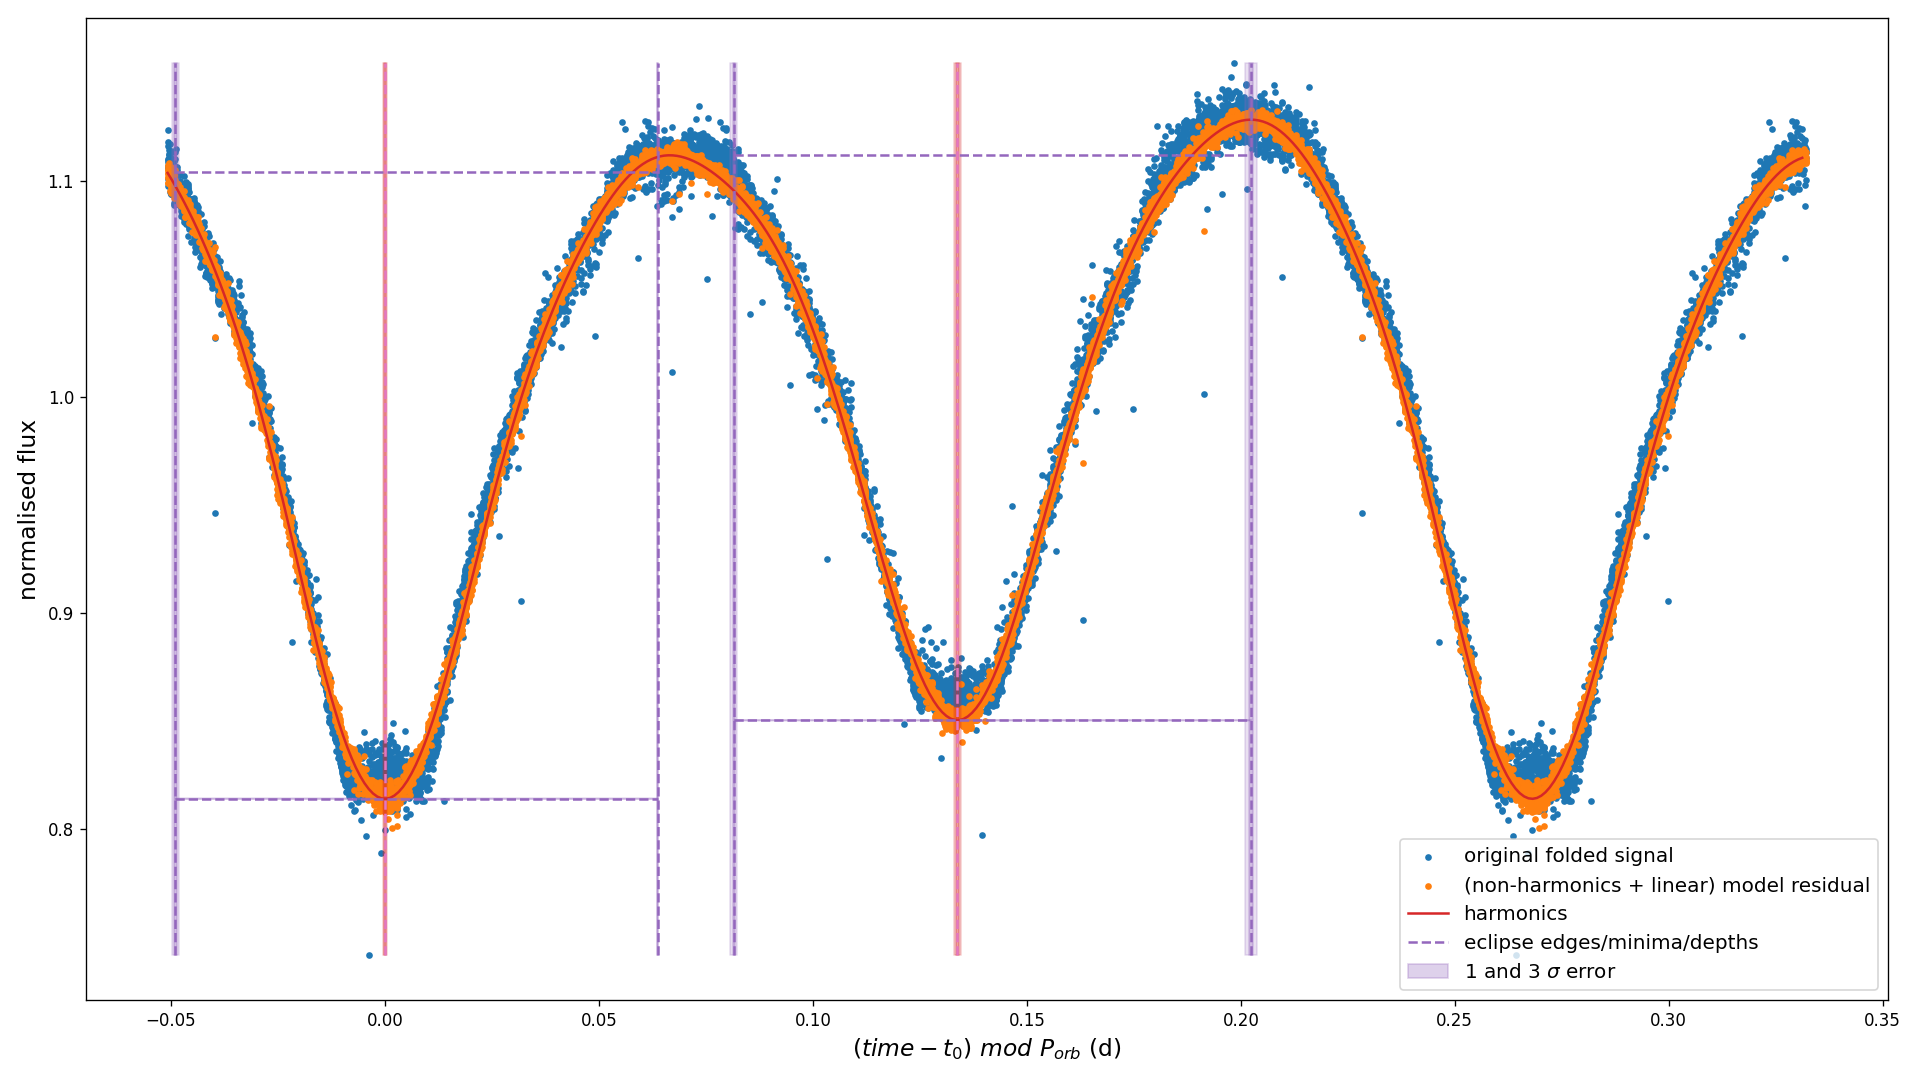 normalised flux
1.1
1.0
0.9
0.8
−0.05
0.00
0.05
0.10
0.15
0.20
0.25
0.30
0.35
(time − t₀) mod Pₒᵣb (d)
original folded signal
(non-harmonics + linear) model residual
harmonics
eclipse edges/minima/depths
1 and 3 σ error